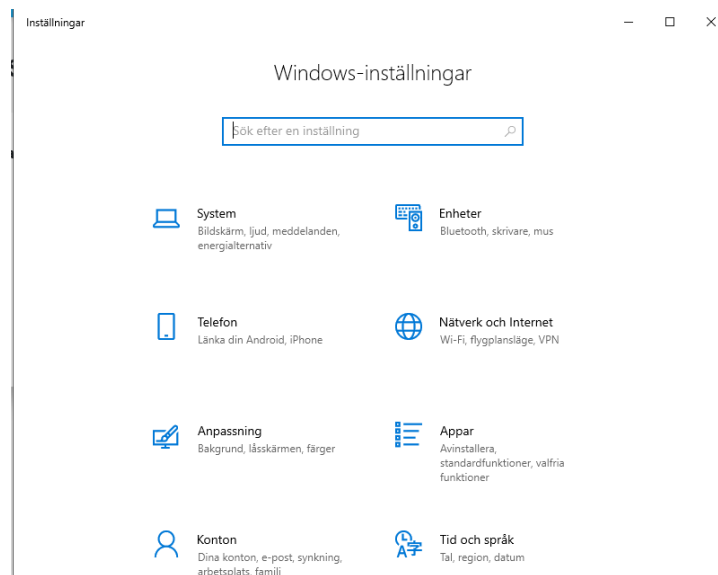 Inställningar
Windows-inställningar
Sök efter en inställning
System
Bildskärm, ljud, meddelanden,
energialternativ
Enheter
Bluetooth, skrivare, mus
Telefon
Länka din Android, iPhone
Nätverk och Internet
Wi-Fi, flygplansläge, VPN
Anpassning
Bakgrund, låsskärmen, färger
Appar
Avinstallera,
standardfunktioner, valfria
funktioner
Konton
Dina konton, e-post, synkning,
arbetsplats, familj
Tid och språk
Tal, region, datum